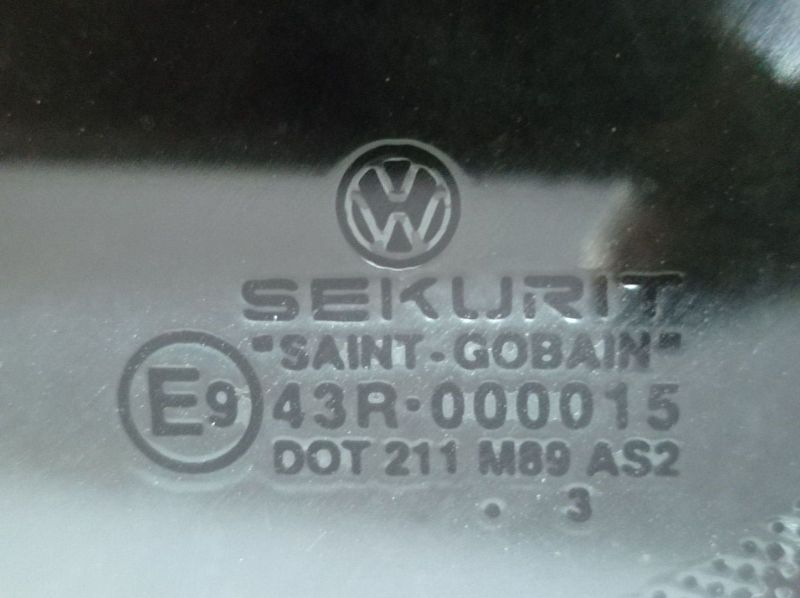 SEKURIT
"SAINT-GOBAIN"
E9 43R-000015
DOT 211 M89 AS2
. 3